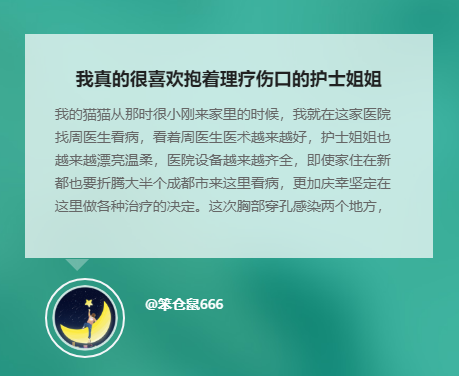 我真的很喜欢抱着理疗伤口的护士姐姐
我的猫猫从那时很小刚来家里的时候，我就在这家医院
找周医生看病，看着周医生医术越来越好，护士姐姐也
越来越漂亮温柔，医院设备越来越齐全，即使家住在新
都也要折腾大半个成都市来这里看病，更加庆幸坚定在
这里做各种治疗的决定。这次胸部穿孔感染两个地方，
@笨仓鼠666